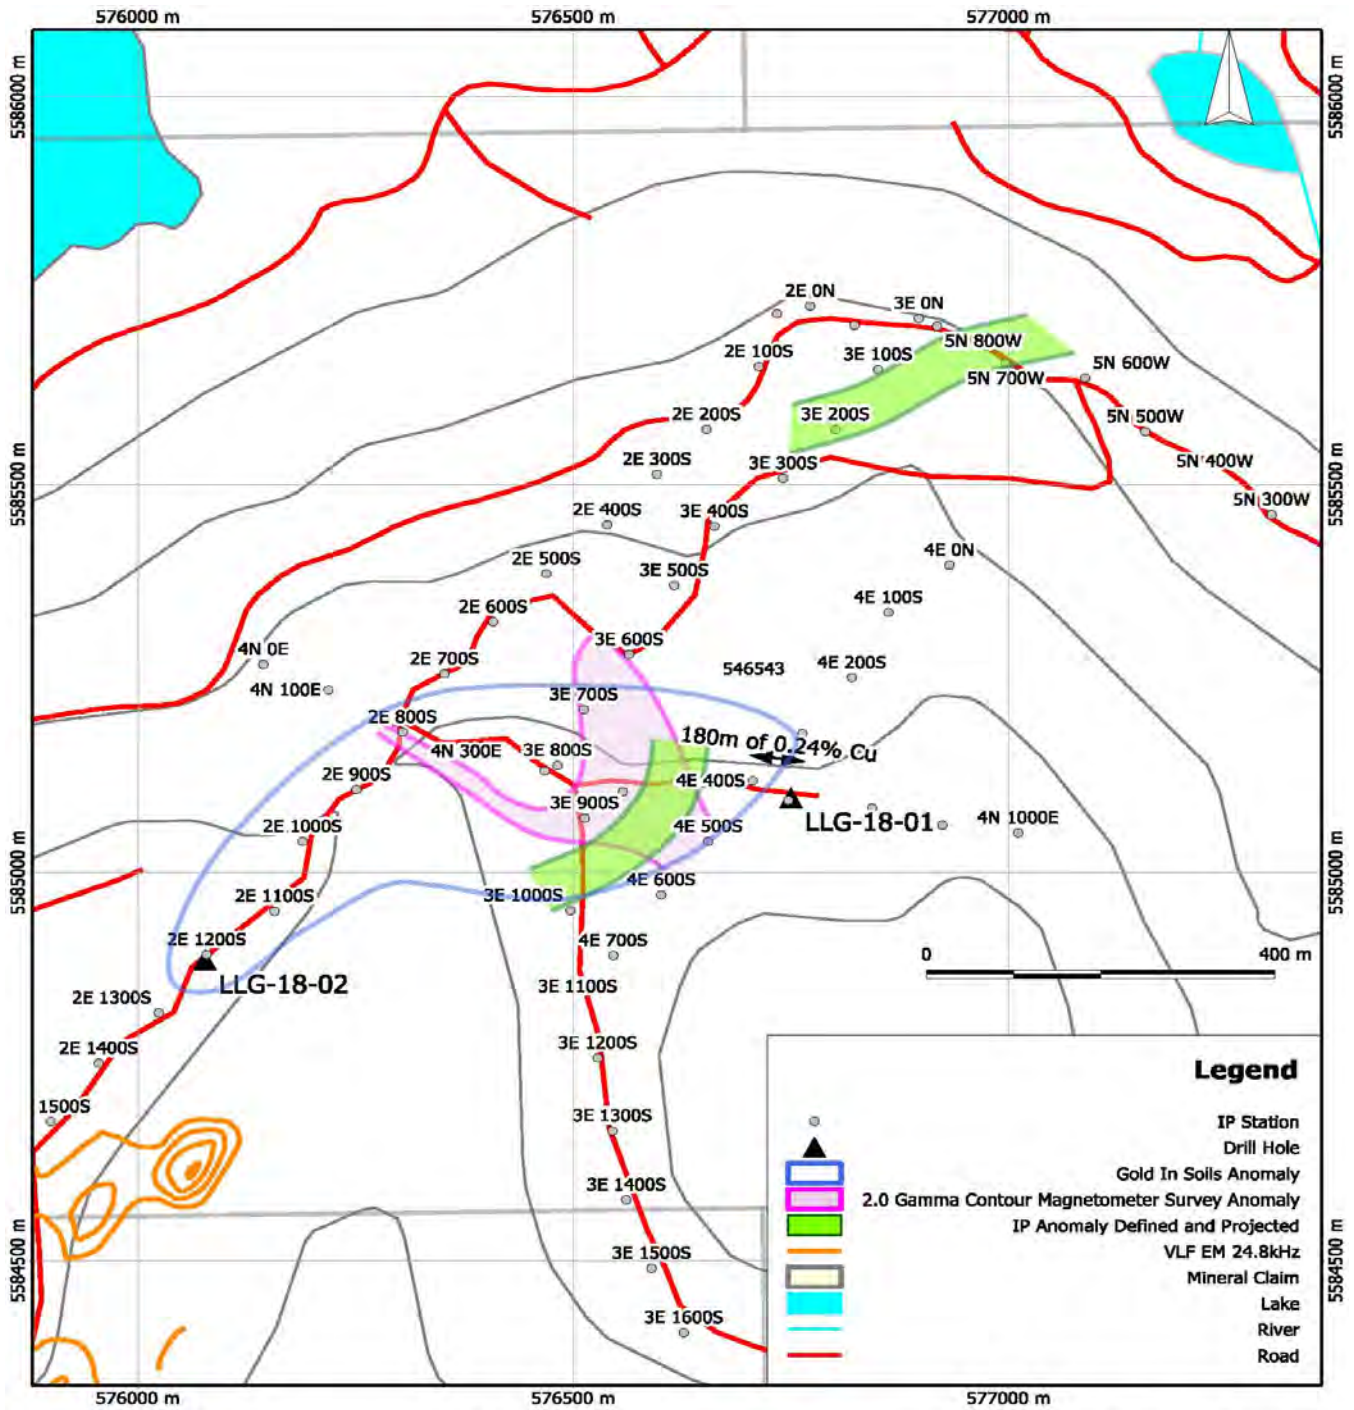 576000 m
576500 m
577000 m
5586000 m
5586000 m
2E 0N
3E 0N
5N 800W
2E 100S
3E 100S
5N 600W
5N 700W
2E 200S
3E 200S
5N 500W
2E 300S
3E 300S
5N 400W
5585500 m
5585500 m
5N 300W
2E 400S
3E 400S
4E 0N
2E 500S
3E 500S
4E 100S
2E 600S
3E 600S
4N 0E
2E 700S
546543
4E 200S
4N 100E
3E 700S
2E 800S
180m of 0.24% Cu
4N 300E
3E 800S
2E 900S
4E 400S
3E 900S
LLG-18-01
4N 1000E
2E 1000S
4E 500S
5585000 m
5585000 m
4E 600S
2E 1100S
3E 1000S
2E 1200S
4E 700S
0
400 m
LLG-18-02
3E 1100S
2E 1300S
2E 1400S
3E 1200S
1500S
3E 1300S
3E 1400S
3E 1500S
3E 1600S
5584500 m
5584500 m
Legend
IP Station
Drill Hole
Gold In Soils Anomaly
2.0 Gamma Contour Magnetometer Survey Anomaly
IP Anomaly Defined and Projected
VLF EM 24.8kHz
Mineral Claim
Lake
River
Road
576000 m
576500 m
577000 m